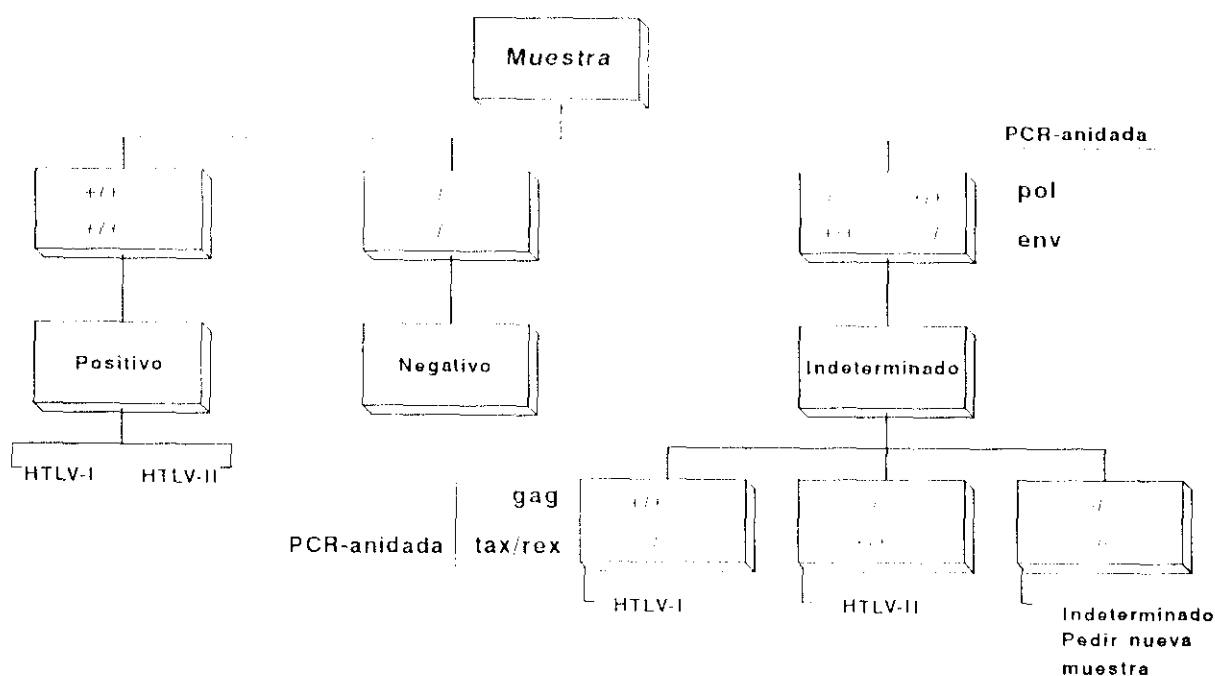 Muestra
PCR-anidada
+/+
+/+
/
/
/ +/+
+/+ /
pol
env
Positivo
Negativo
Indeterminado
HTLV-I HTLV-II
PCR-anidada
gag
tax/rex
+/+
/
/
+/+
HTLV-I
HTLV-II
Indeterminado
Pedir nueva
muestra